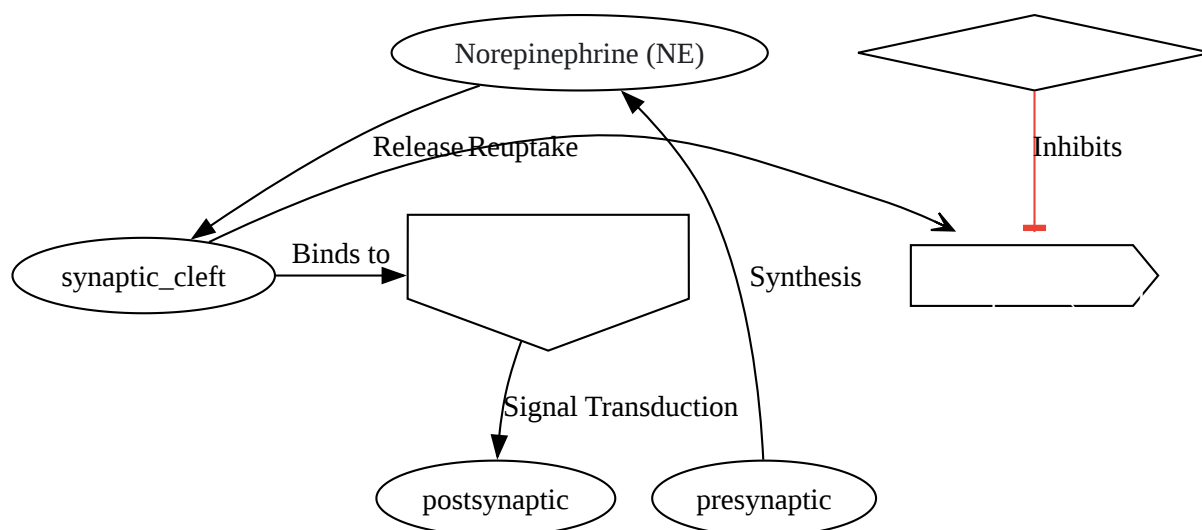 Norepinephrine (NE)
Release
Reuptake
Inhibits
synaptic_cleft
Binds to
Synthesis
Signal Transduction
postsynaptic
presynaptic